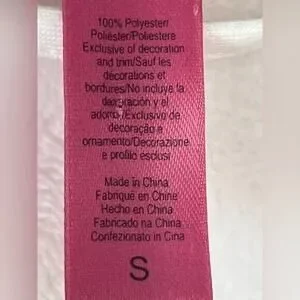 100% Polyester/
Poliéster/Poliestere
Exclusive of decoration
and trim/Sauf les
décorations et
bordures/No incluye la
decoración y el
adorno/Exclusivo de
decoração e
ornamento/Decorazione
e profilo esclusi
Made in China
Fabriqué en Chine
Hecho en China
Fabricado na China
Confezionato in Cina
S